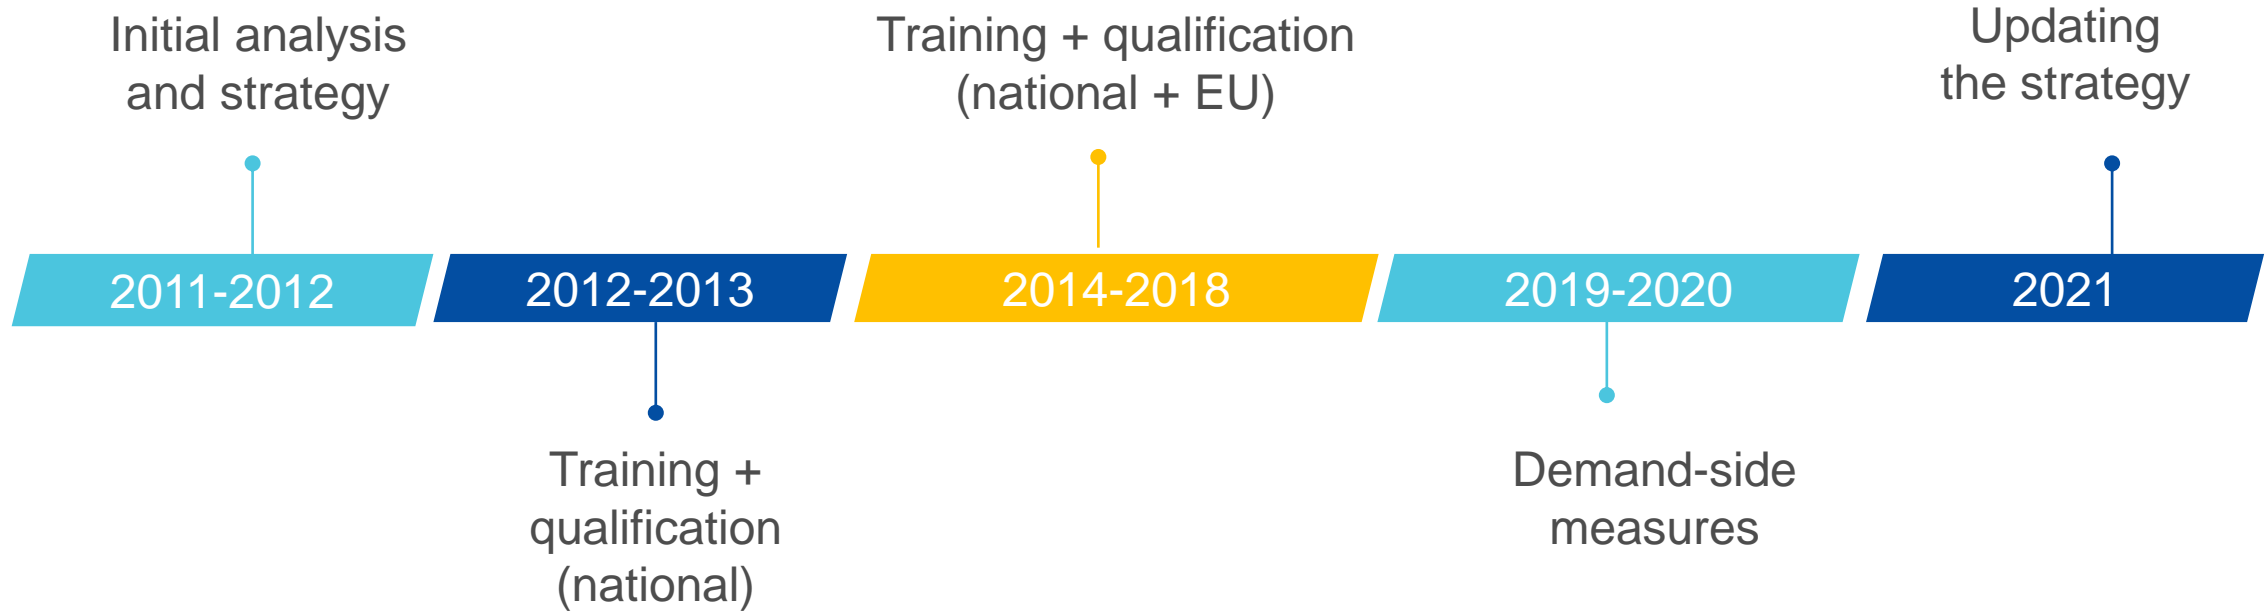 Initial analysis
and strategy
Training + qualification
(national + EU)
Updating
the strategy
2011-2012
2012-2013
2014-2018
2019-2020
2021
Training +
qualification
(national)
Demand-side
measures